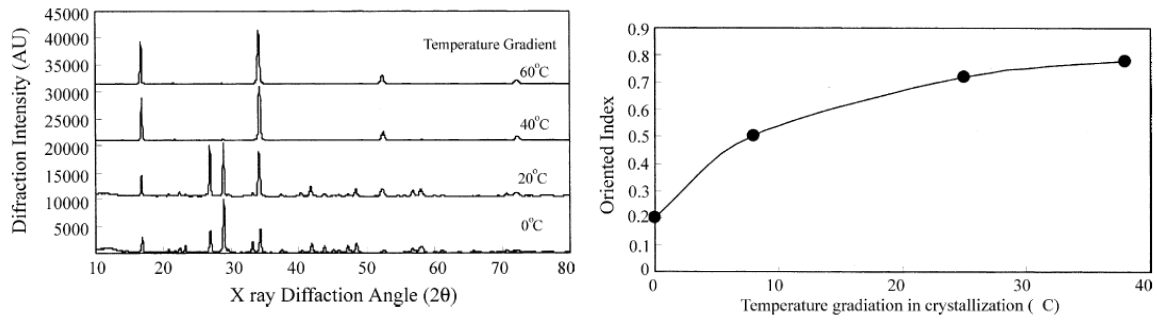 Difraction Intensity (AU)
45000
40000
35000
30000
25000
20000
15000
10000
5000
Temperature Gradient
60°C
40°C
20°C
0°C
10 20 30 40 50 60 70 80
X ray Diffaction Angle (2θ)
Oriented Index
0.9
0.8
0.7
0.6
0.5
0.4
0.3
0.2
0.1
0
0 10 20 30 40
Temperature gradiation in crystallization ( C)